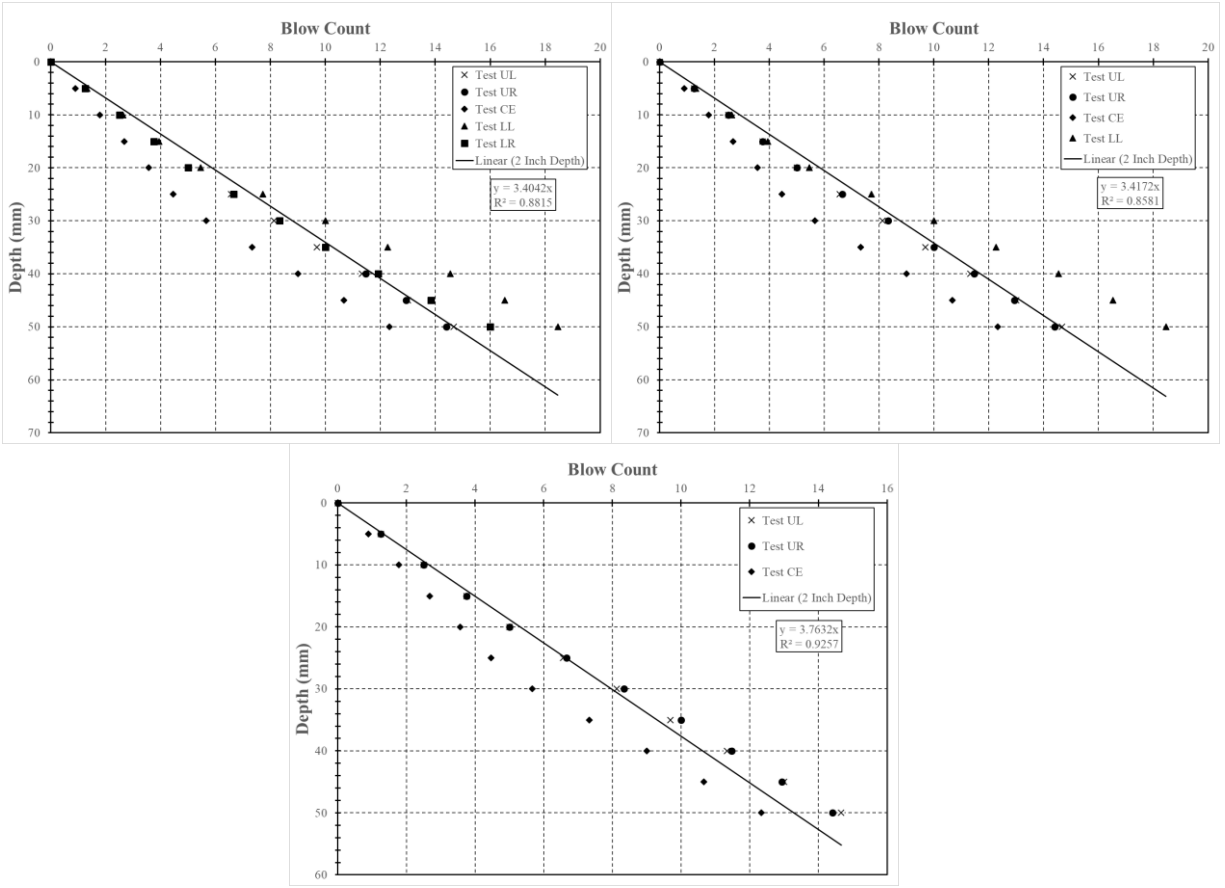 Blow Count
0 2 4 6 8 10 12 14 16 18 20
0
10
20
30
40
50
60
70
Depth (mm)
Test UL
Test UR
Test CE
Test LL
Test LR
Linear (2 Inch Depth)
y = 3.4042x
R² = 0.8815
Blow Count
0 2 4 6 8 10 12 14 16 18 20
0
10
20
30
40
50
60
70
Depth (mm)
Test UL
Test UR
Test CE
Test LL
Linear (2 Inch Depth)
y = 3.4172x
R² = 0.8581
Blow Count
0 2 4 6 8 10 12 14 16
0
10
20
30
40
50
60
Depth (mm)
Test UL
Test UR
Test CE
Linear (2 Inch Depth)
y = 3.7632x
R² = 0.9257